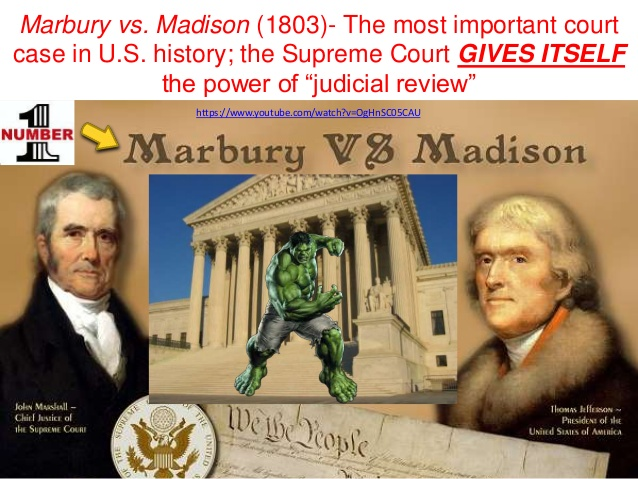 Marbury vs. Madison (1803)- The most important court
case in U.S. history; the Supreme Court GIVES ITSELF
the power of “judicial review”
https://www.youtube.com/watch?v=OgHnSC05CAU
1
NUMBER
Marbury VS Madison
John Marshall –
Chief Justice of
the Supreme Court
Thomas Jefferson ~
President of the
United States of America
We the People